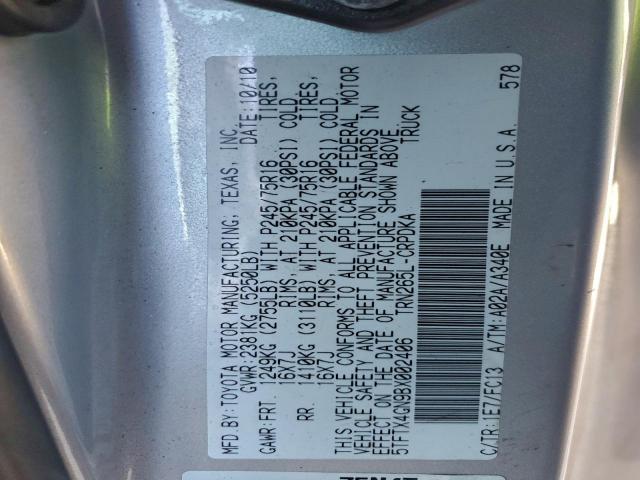 MFD.BY:TOYOTA MOTOR MANUFACTURING, TEXAS, INC.
GVWR:2381KG (5250LB) DATE:10/10
GAWR:FRT. 1249KG (2755LB) WITH P245/75R16 TIRES,
16X7J RIMS, AT 210KPA (30PSI) COLD
RR. 1410KG (3110LB) WITH P245/75R16 TIRES,
16X7J RIMS, AT 210KPA (30PSI) COLD
THIS VEHICLE CONFORMS TO ALL APPLICABLE FEDERAL MOTOR
VEHICLE SAFETY AND THEFT PREVENTION STANDARDS IN
EFFECT ON THE DATE OF MANUFACTURE SHOWN ABOVE.
5TFTX4GN9BX002406 TRN265L-CRPDKA TRUCK
C/TR:1E7/FC13 A/TM:A02A/A340E MADE IN U.S.A. 578